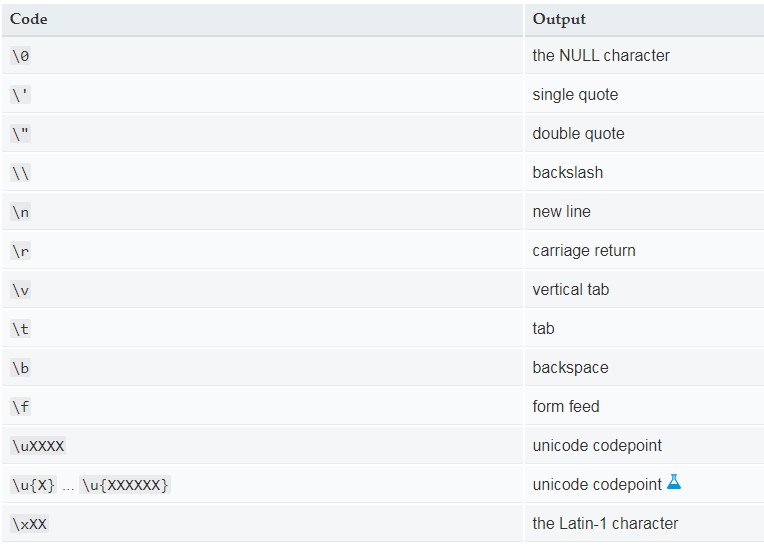 Code Output
\0 the NULL character
\' single quote
\" double quote
\\ backslash
\n new line
\r carriage return
\v vertical tab
\t tab
\b backspace
\f form feed
\uXXXX unicode codepoint
\u{X} ... \u{XXXXXX} unicode codepoint
\xXX the Latin-1 character